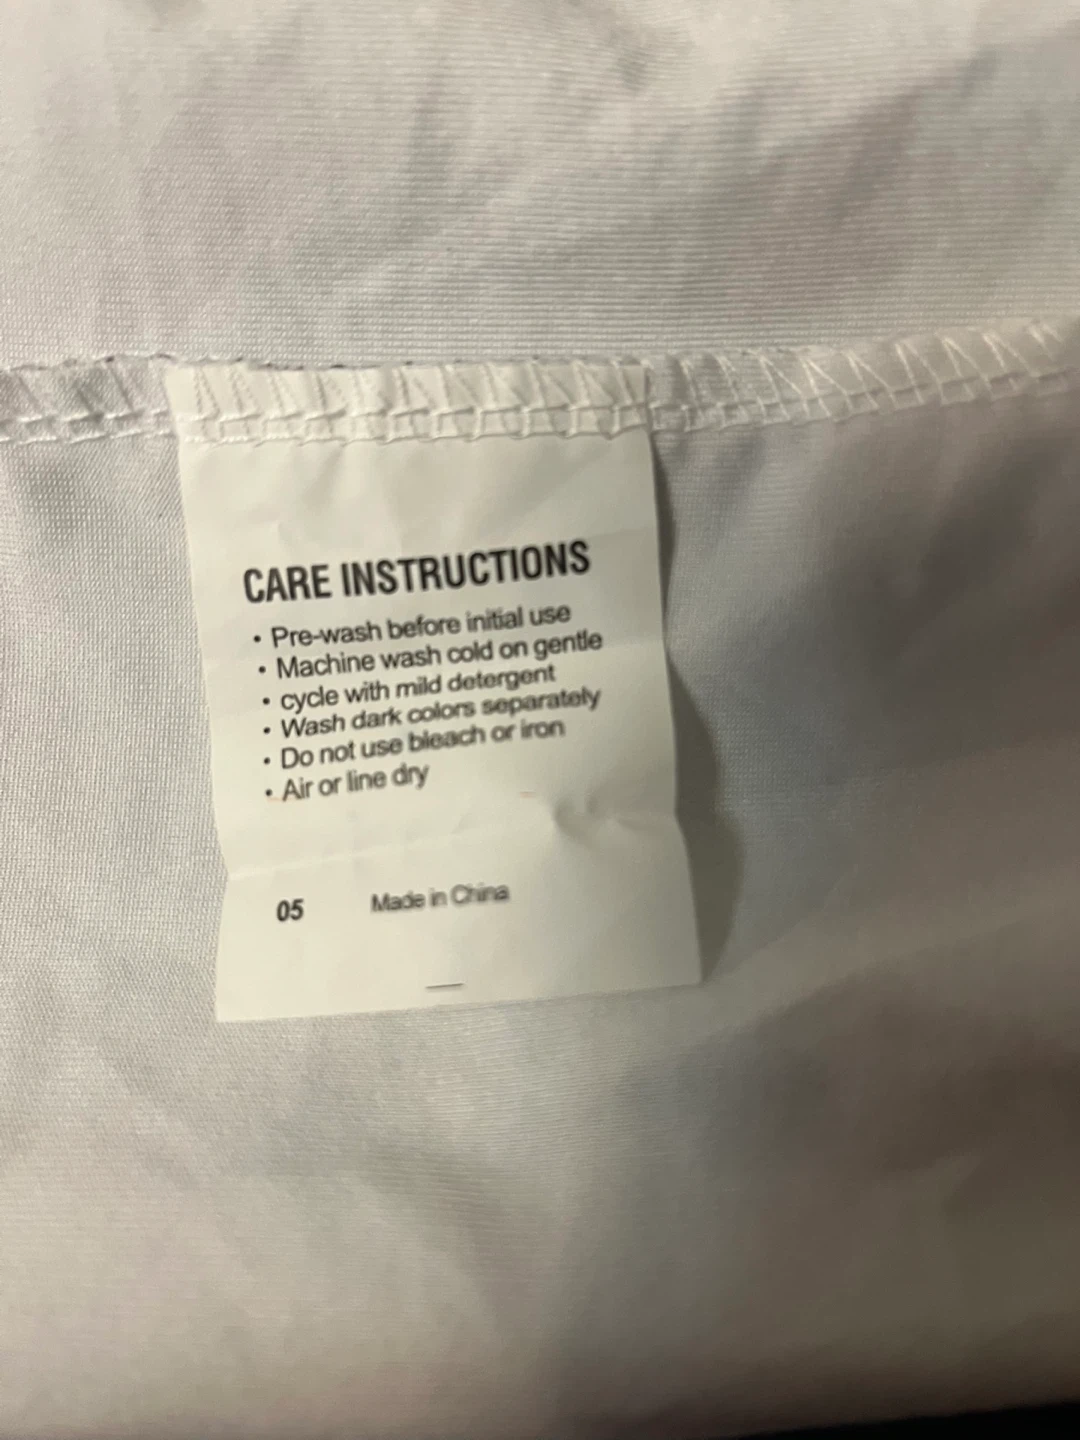 CARE INSTRUCTIONS
• Pre-wash before initial use
• Machine wash cold on gentle
• cycle with mild detergent
• Wash dark colors separately
• Do not use bleach or iron
• Air or line dry
05 Made in China